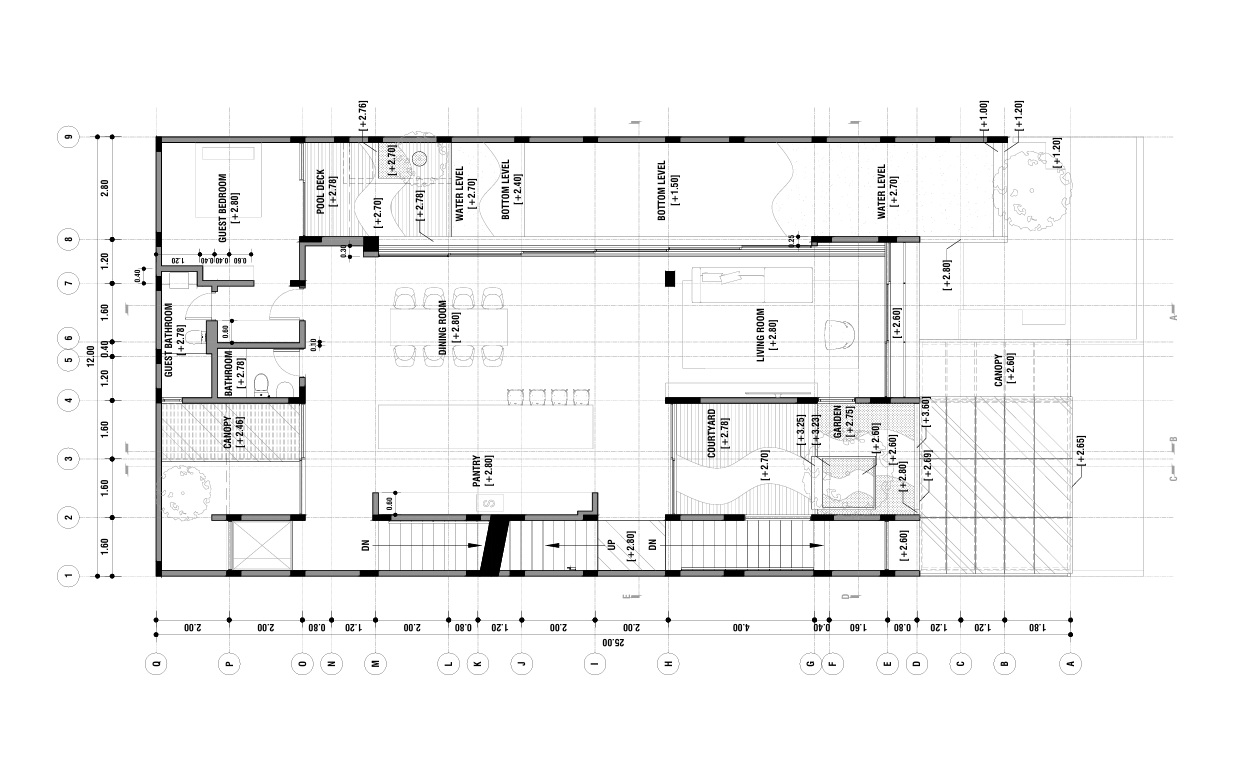 [+2.76]
[+1.00]
[+1.20]
9
[+2.70]
[+1.20]
GUEST BEDROOM
[+2.80]
POOL DECK
[+2.78]
[+2.70]
[+2.78]
WATER LEVEL
[+2.70]
BOTTOM LEVEL
[+2.40]
BOTTOM LEVEL
[+1.50]
WATER LEVEL
[+2.70]
2.80
8
1.20
0.40
0.40
0.60
0.30
0.25
[+2.80]
1.20
0.40
7
GUEST BATHROOM
[+2.78]
0.60
0.10
DINING ROOM
[+2.80]
LIVING ROOM
[+2.80]
[+2.60]
A
1.60
6
0.40
5
12.00
BATHROOM
[+2.78]
CANOPY
[+2.60]
1.20
4
CANOPY
[+2.46]
COURTYARD
[+2.78]
[+3.25]
[+3.23]
GARDEN
[+2.75]
[+3.60]
1.60
[+2.60]
[+2.60]
B
[+2.65]
3
PANTRY
[+2.80]
[+2.70]
[+2.80]
[+2.69]
C
1.60
0.60
S
2
DN
UP
[+2.80]
DN
[+2.60]
1.60
1
E
D
2.00
2.00
0.80
1.20
2.00
0.80
1.20
2.00
2.00
4.00
0.40
1.60
0.80
1.20
1.20
1.80
25.00
Q
P
O
N
M
L
K
J
I
H
G
F
E
D
C
B
A